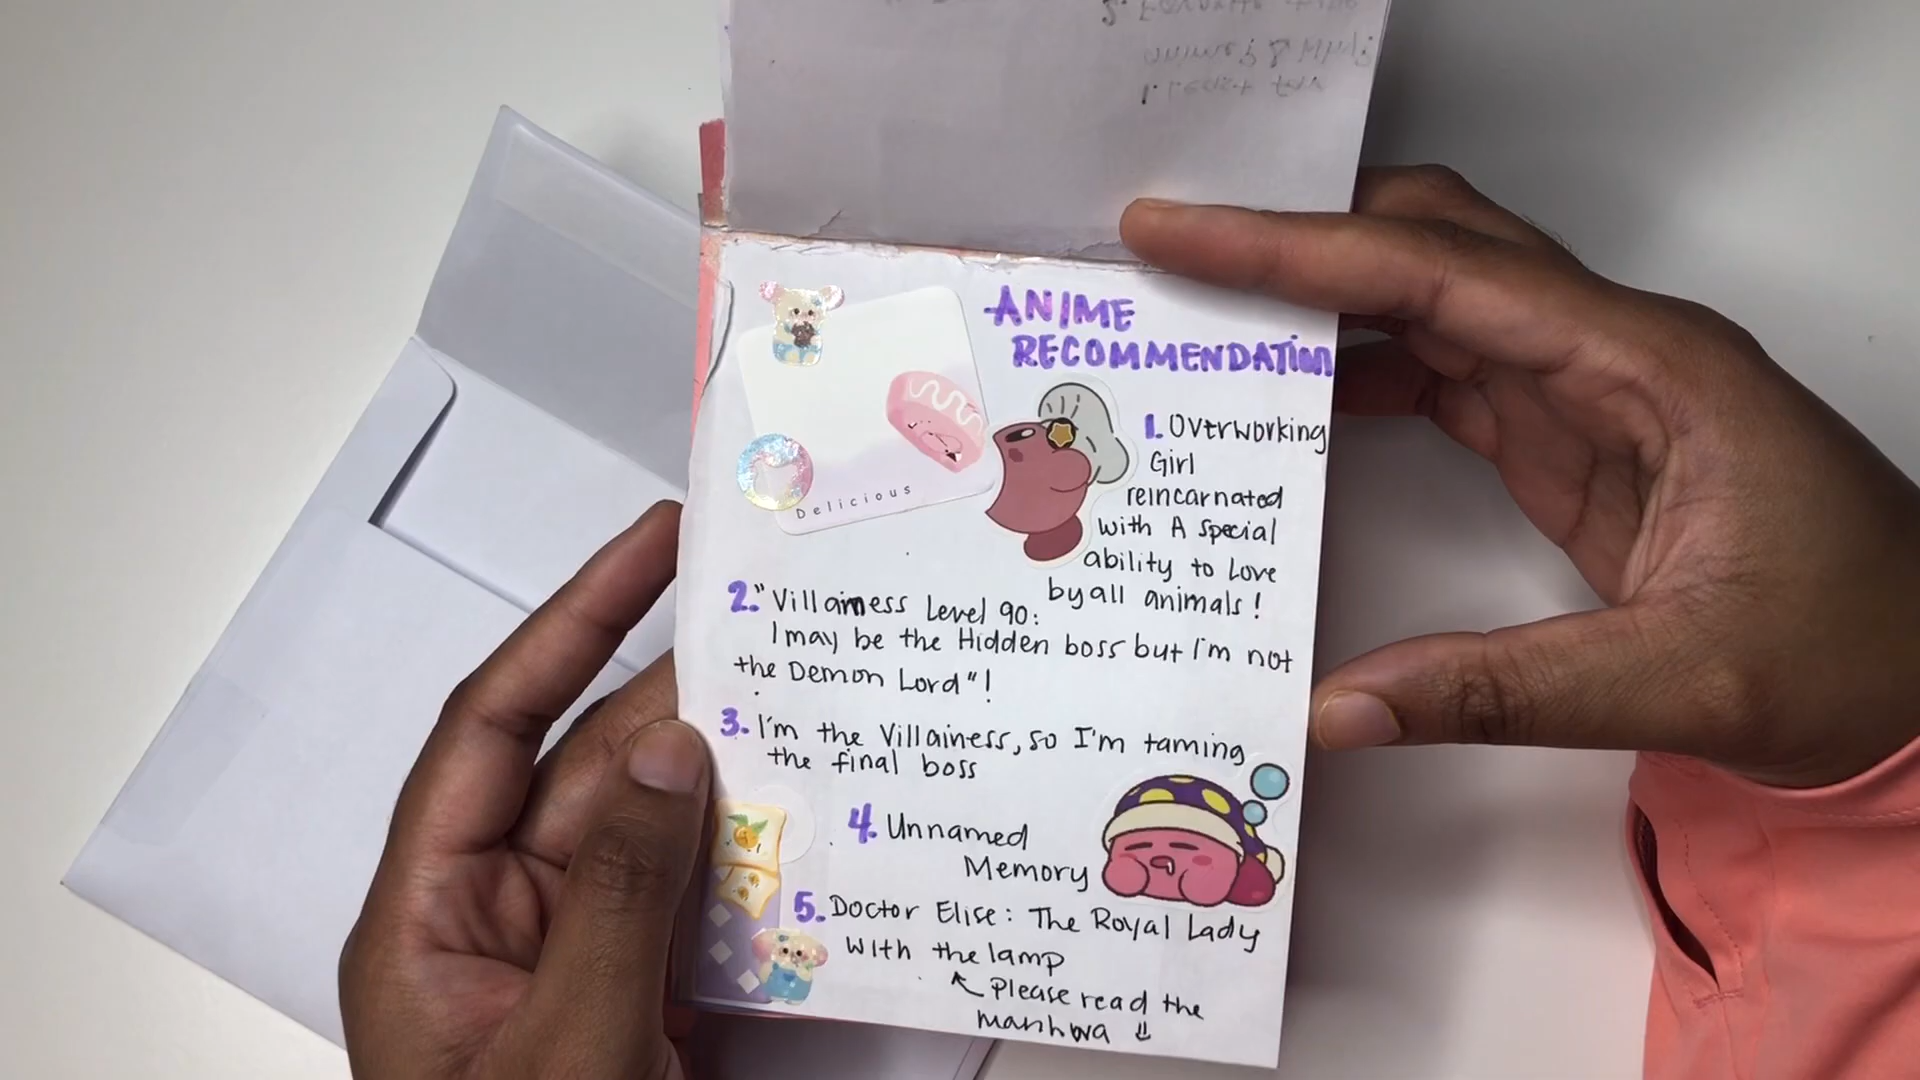 ANIME
RECOMMENDATION
Delicious
1. Overworking
Girl
reincarnated
with A special
ability to Love
by all animals!
2. "Villainess Level 90:
I may be the Hidden boss but I'm not
the Demon Lord"!
3. I'm the Villainess, so I'm taming
the final boss
4. Unnamed
Memory
5. Doctor Elise: The Royal Lady
with the lamp
Please read the
manhwa